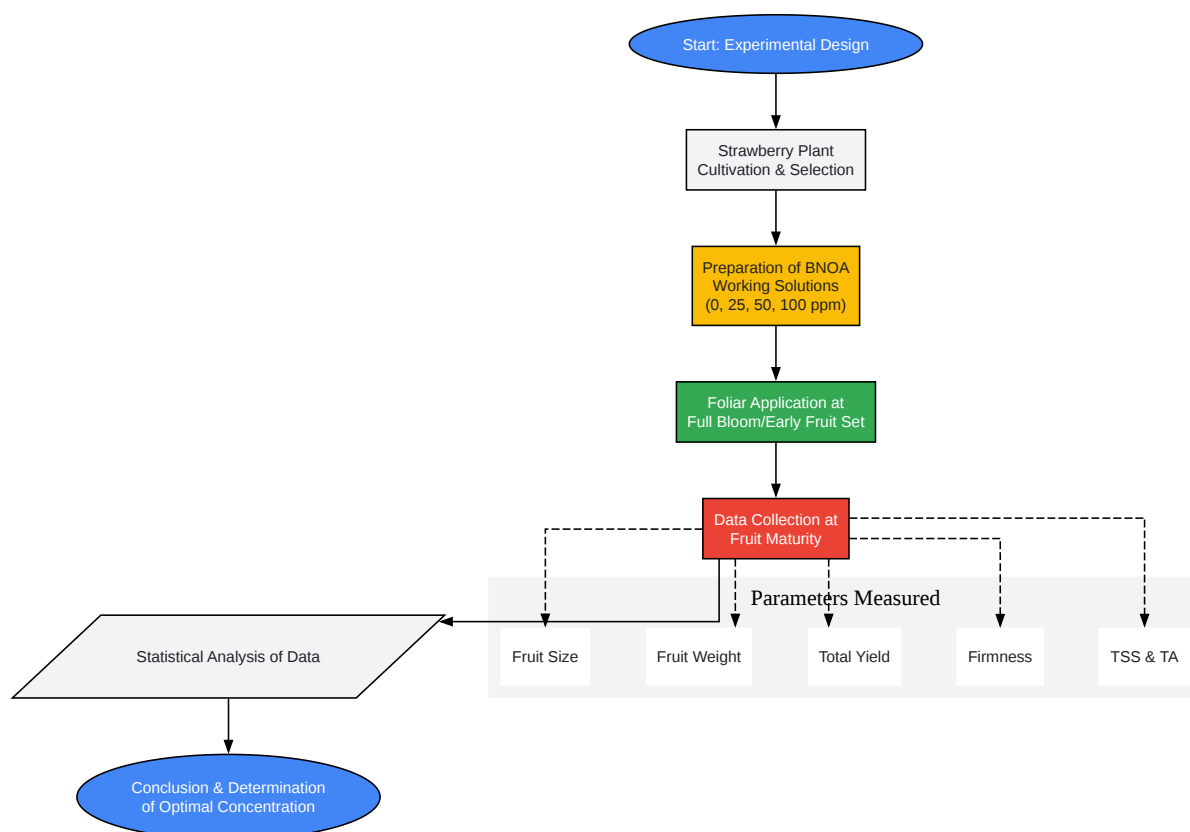 Start: Experimental Design
Strawberry Plant
Cultivation & Selection
Preparation of BNOA
Working Solutions
(0, 25, 50, 100 ppm)
Foliar Application at
Full Bloom/Early Fruit Set
Data Collection at
Fruit Maturity
Parameters Measured
Statistical Analysis of Data
Fruit Size
Fruit Weight
Total Yield
Firmness
TSS & TA
Conclusion & Determination
of Optimal Concentration